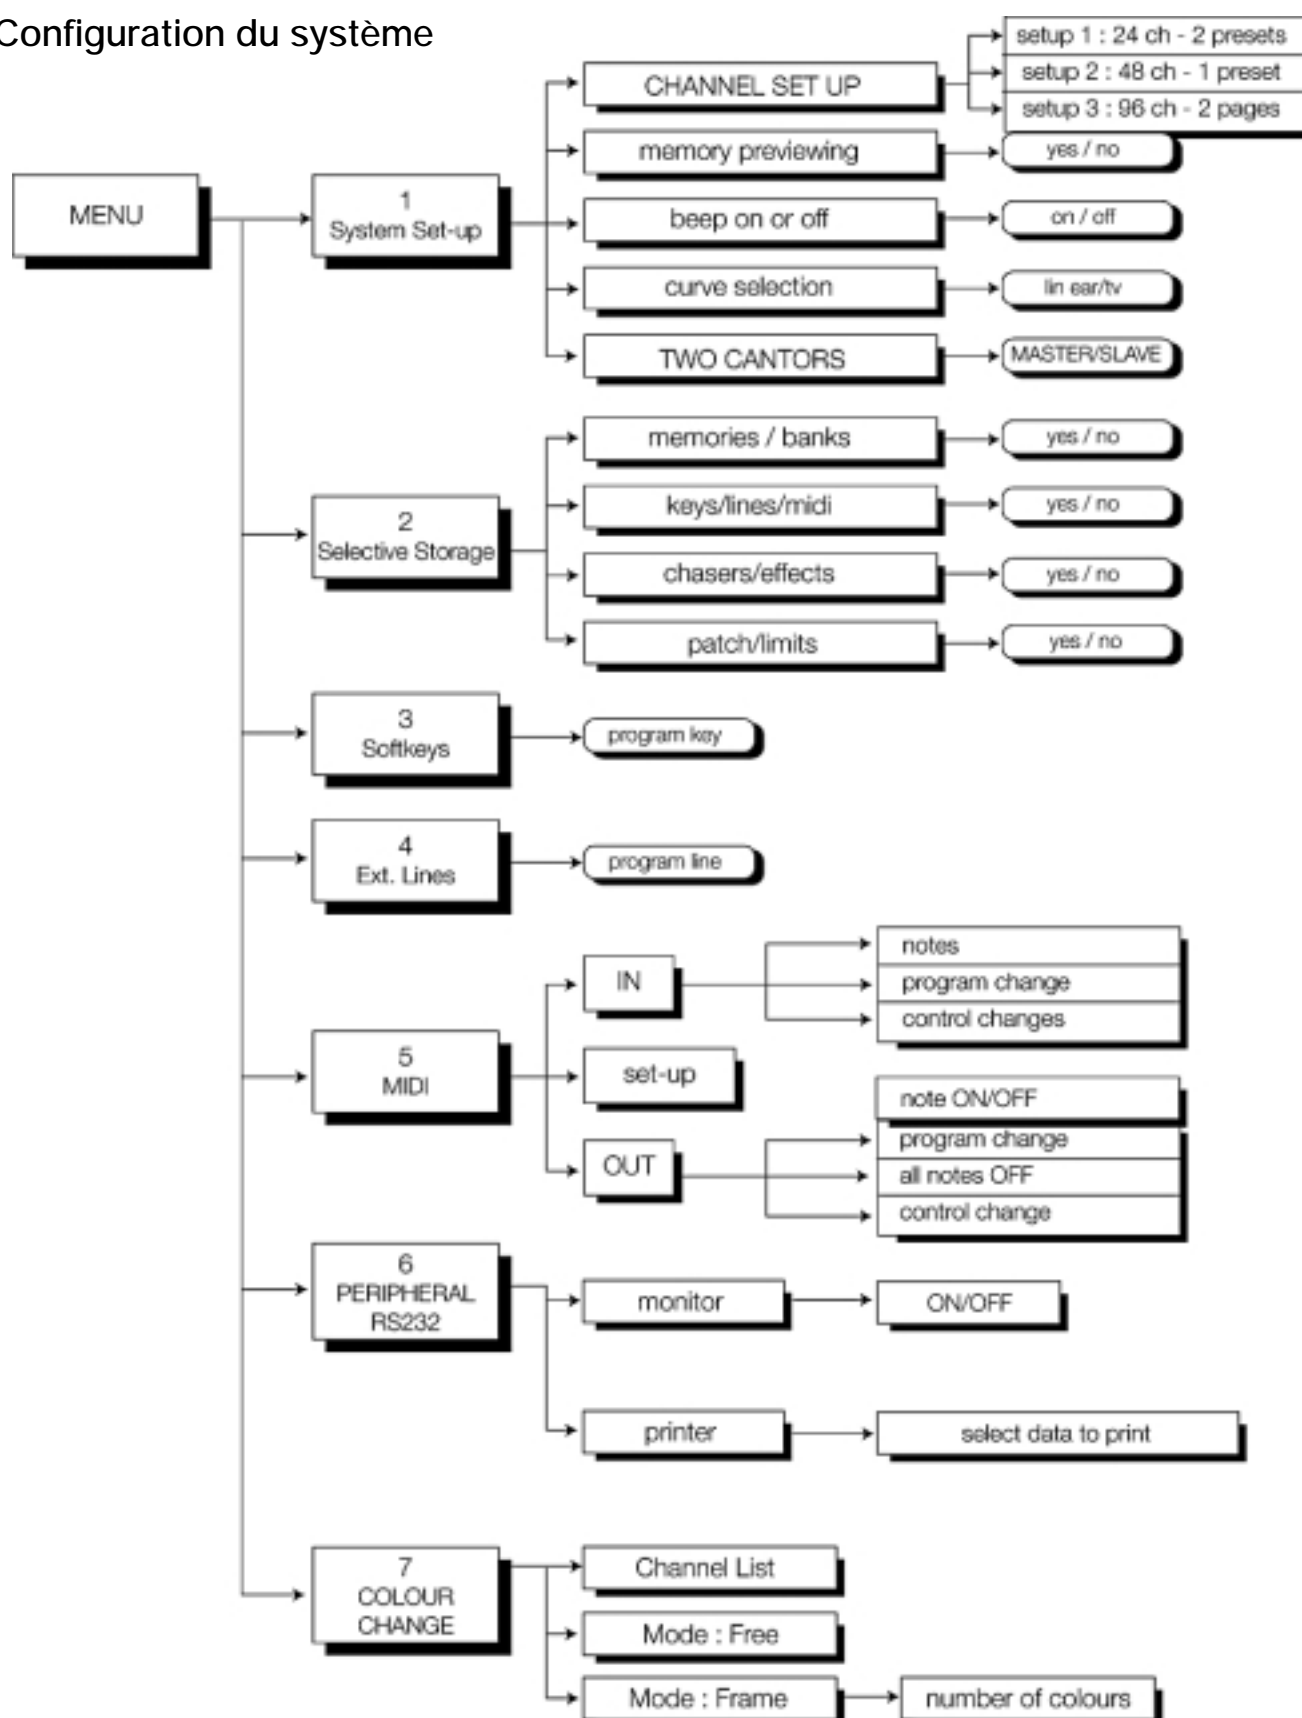 Configuration du système
MENU
1
System Set-up
CHANNEL SET UP
setup 1 : 24 ch - 2 presets
setup 2 : 48 ch - 1 preset
setup 3 : 96 ch - 2 pages
memory previewing
yes / no
beep on or off
on / off
curve selection
lin ear/tv
TWO CANTORS
MASTER/SLAVE
2
Selective Storage
memories / banks
yes / no
keys/lines/midi
yes / no
chasers/effects
yes / no
patch/limits
yes / no
3
Softkeys
program key
4
Ext. Lines
program line
5
MIDI
IN
notes
program change
control changes
set-up
OUT
note ON/OFF
program change
all notes OFF
control change
6
PERIPHERAL
RS232
monitor
ON/OFF
printer
select data to print
7
COLOUR
CHANGE
Channel List
Mode : Free
Mode : Frame
number of colours